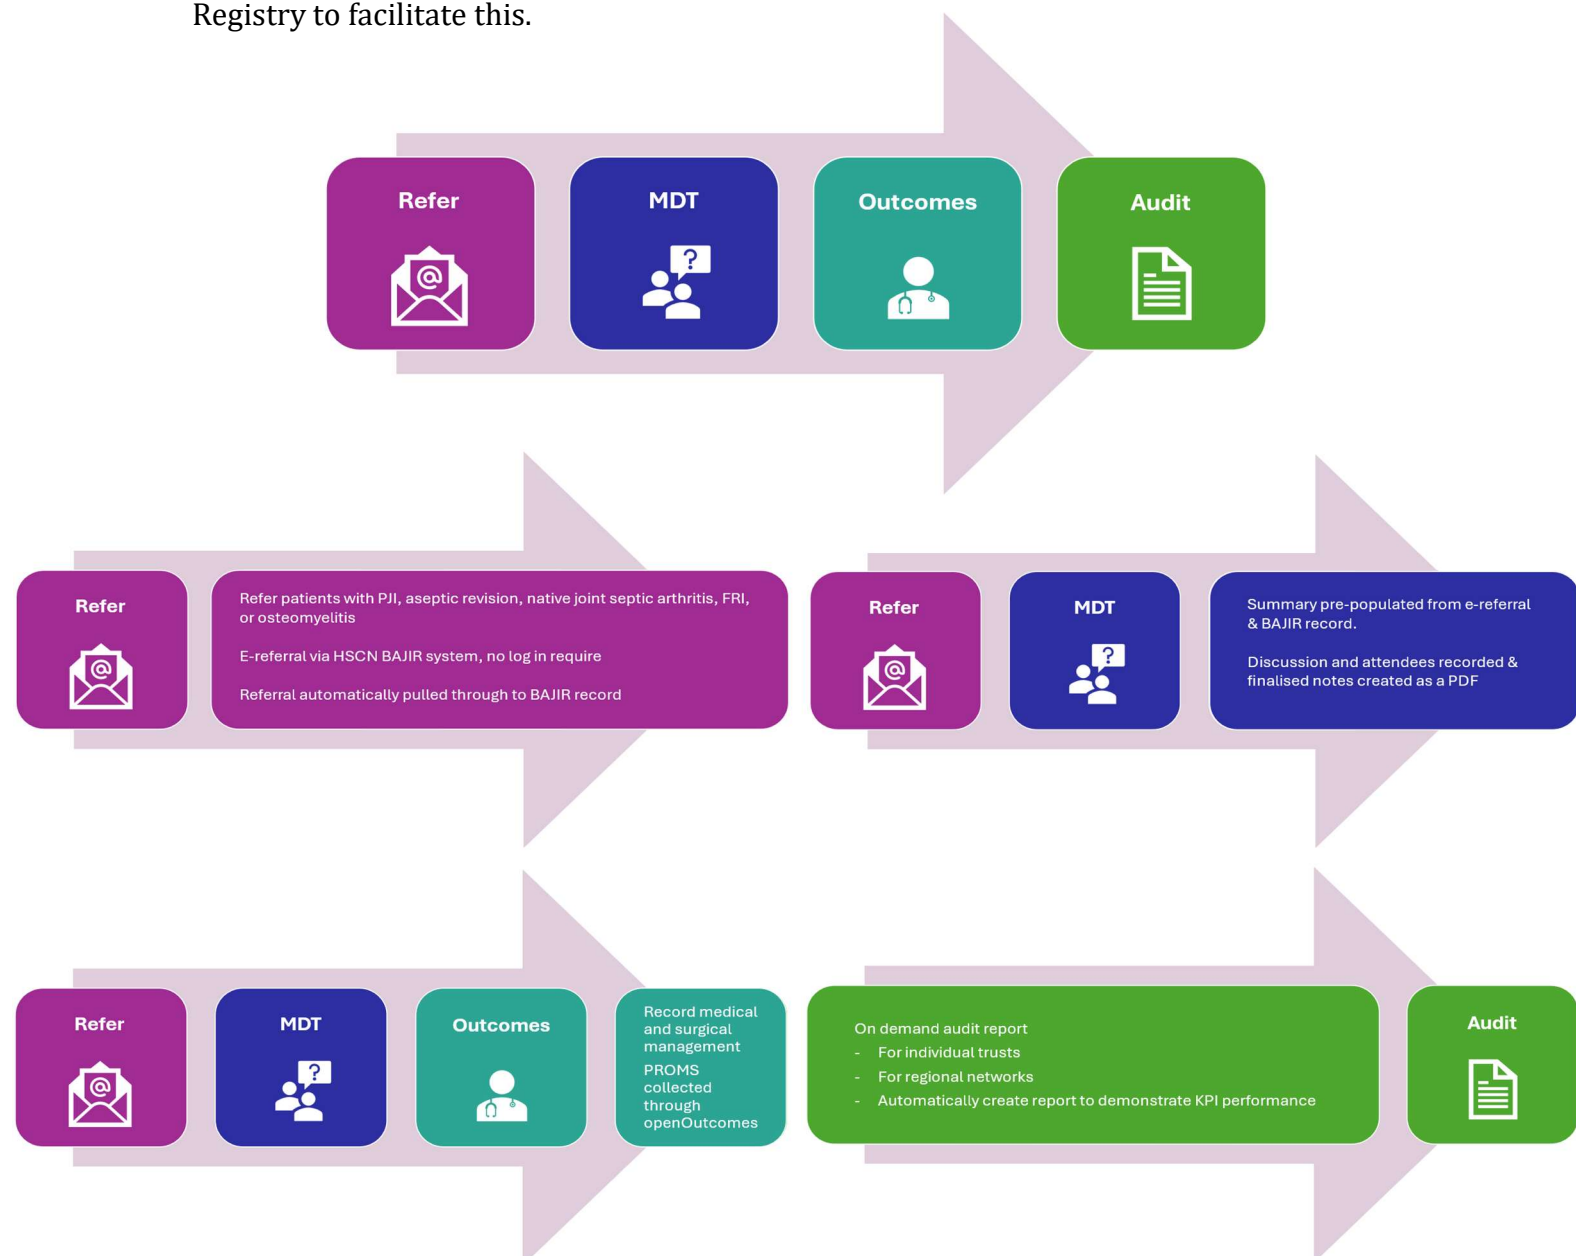 Registry to facilitate this.
Refer
MDT
Outcomes
Audit
@
?
Refer
@
Refer patients with PJI, aseptic revision, native joint septic arthritis, FRI,
or osteomyelitis
E-referral via HSCN BAJIR system, no log in require
Referral automatically pulled through to BAJIR record
Refer
@
MDT
?
Summary pre-populated from e-referral
& BAJIR record.
Discussion and attendees recorded &
finalised notes created as a PDF
Refer
@
MDT
?
Outcomes
Record medical
and surgical
management
PROMS
collected
through
openOutcomes
On demand audit report
- For individual trusts
- For regional networks
- Automatically create report to demonstrate KPI performance
Audit